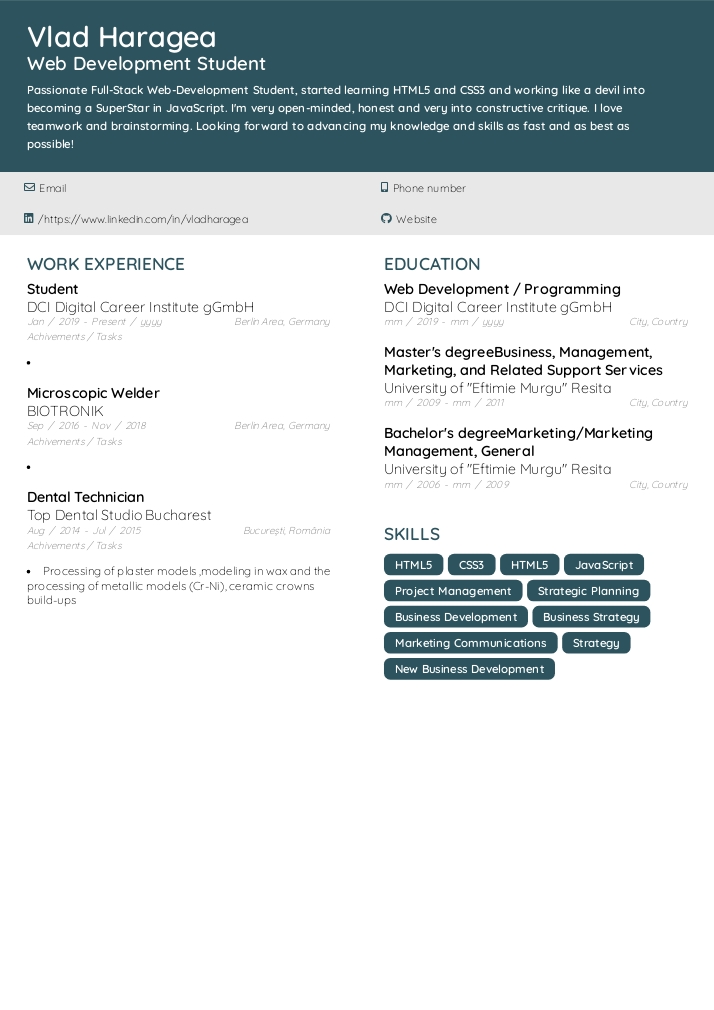 Vlad Haragea
Web Development Student
Passionate Full-Stack Web-Development Student, started learning HTML5 and CSS3 and working like a devil into
becoming a SuperStar in JavaScript. I'm very open-minded, honest and very into constructive critique. I love
teamwork and brainstorming. Looking forward to advancing my knowledge and skills as fast and as best as
possible!
Email
Phone number
/https://www.linkedin.com/in/vladharagea
Website
WORK EXPERIENCE
Student
DCI Digital Career Institute gGmbH
Jan / 2019 - Present / yyyy Berlin Area, Germany
Achivements / Tasks
•
Microscopic Welder
BIOTRONIK
Sep / 2016 - Nov / 2018 Berlin Area, Germany
Achivements / Tasks
•
Dental Technician
Top Dental Studio Bucharest
Aug / 2014 - Jul / 2015 București, România
Achivements / Tasks
• Processing of plaster models ,modeling in wax and the
processing of metallic models (Cr-Ni), ceramic crowns
build-ups
EDUCATION
Web Development / Programming
DCI Digital Career Institute gGmbH
mm / 2019 - mm / yyyy City, Country
Master's degreeBusiness, Management,
Marketing, and Related Support Services
University of "Eftimie Murgu" Resita
mm / 2009 - mm / 2011 City, Country
Bachelor's degreeMarketing/Marketing
Management, General
University of "Eftimie Murgu" Resita
mm / 2006 - mm / 2009 City, Country
SKILLS
HTML5 CSS3 HTML5 JavaScript
Project Management Strategic Planning
Business Development Business Strategy
Marketing Communications Strategy
New Business Development